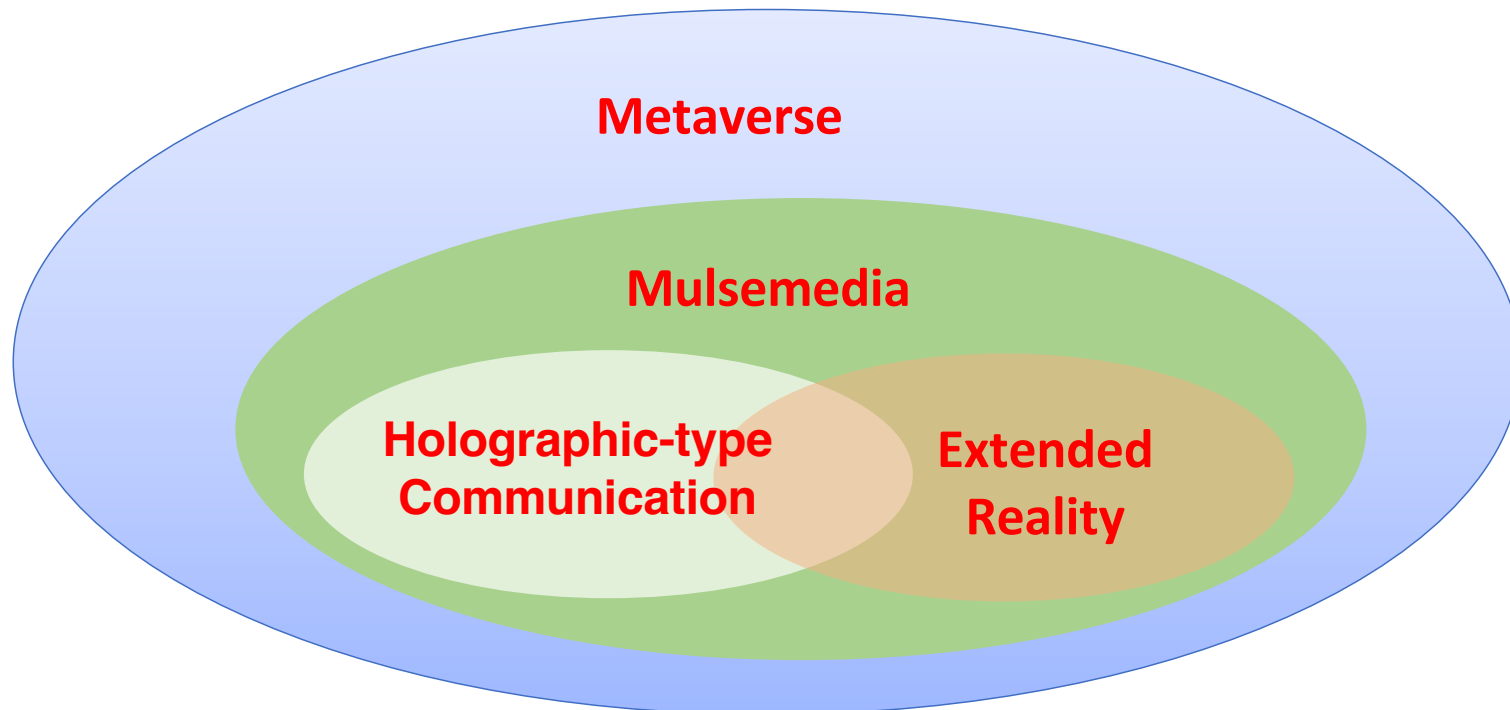 Metaverse
Mulsemedia
Holographic-type
Communication
Extended
Reality